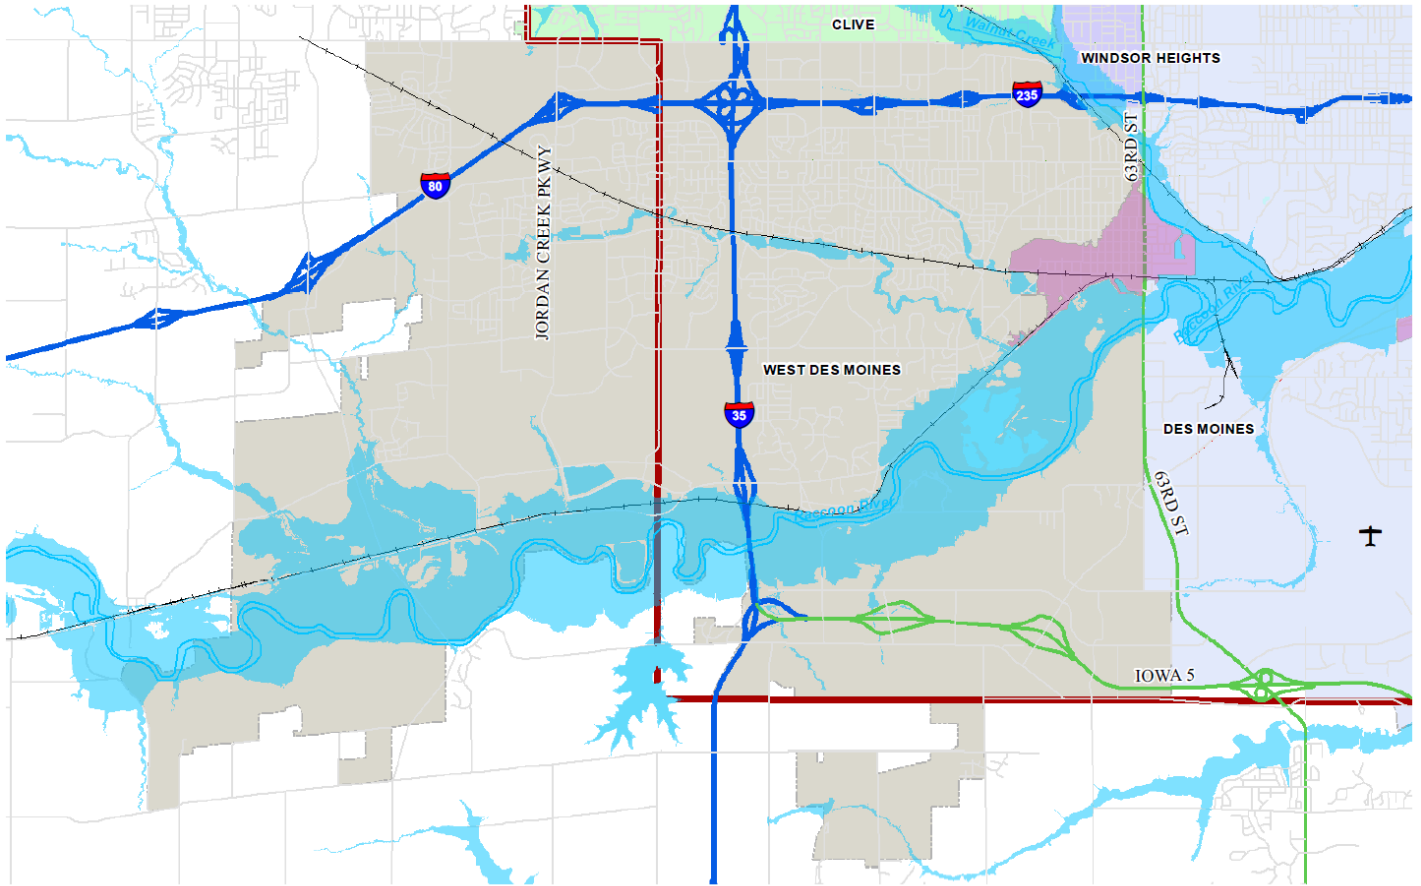 CLIVE
Walnut Creek
WINDSOR HEIGHTS
235
63RD ST
80
JORDAN CREEK PKWY
Raccoon River
WEST DES MOINES
35
DES MOINES
63RD ST
Raccoon River
IOWA 5